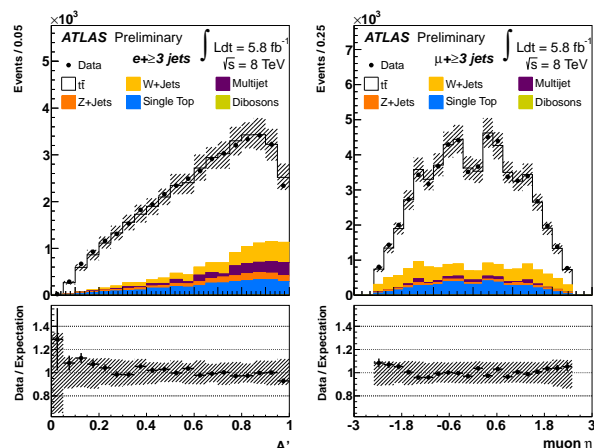 ×10³
ATLAS Preliminary
e+≥3 jets
∫ Ldt = 5.8 fb⁻¹
√s = 8 TeV
Data
tt̄
W+Jets
Multijet
Z+Jets
Single Top
Dibosons
Events / 0.05
6
5
4
3
2
1
0
Data / Expectation
1.4
1.2
1
0.8
0 0.2 0.4 0.6 0.8 1
A'
×10³
ATLAS Preliminary
μ+≥3 jets
∫ Ldt = 5.8 fb⁻¹
√s = 8 TeV
Data
tt̄
W+Jets
Multijet
Z+Jets
Single Top
Dibosons
Events / 0.25
7
6
5
4
3
2
1
0
Data / Expectation
1.4
1.2
1
0.8
-3 -1.8 -0.6 0.6 1.8 3
muon η